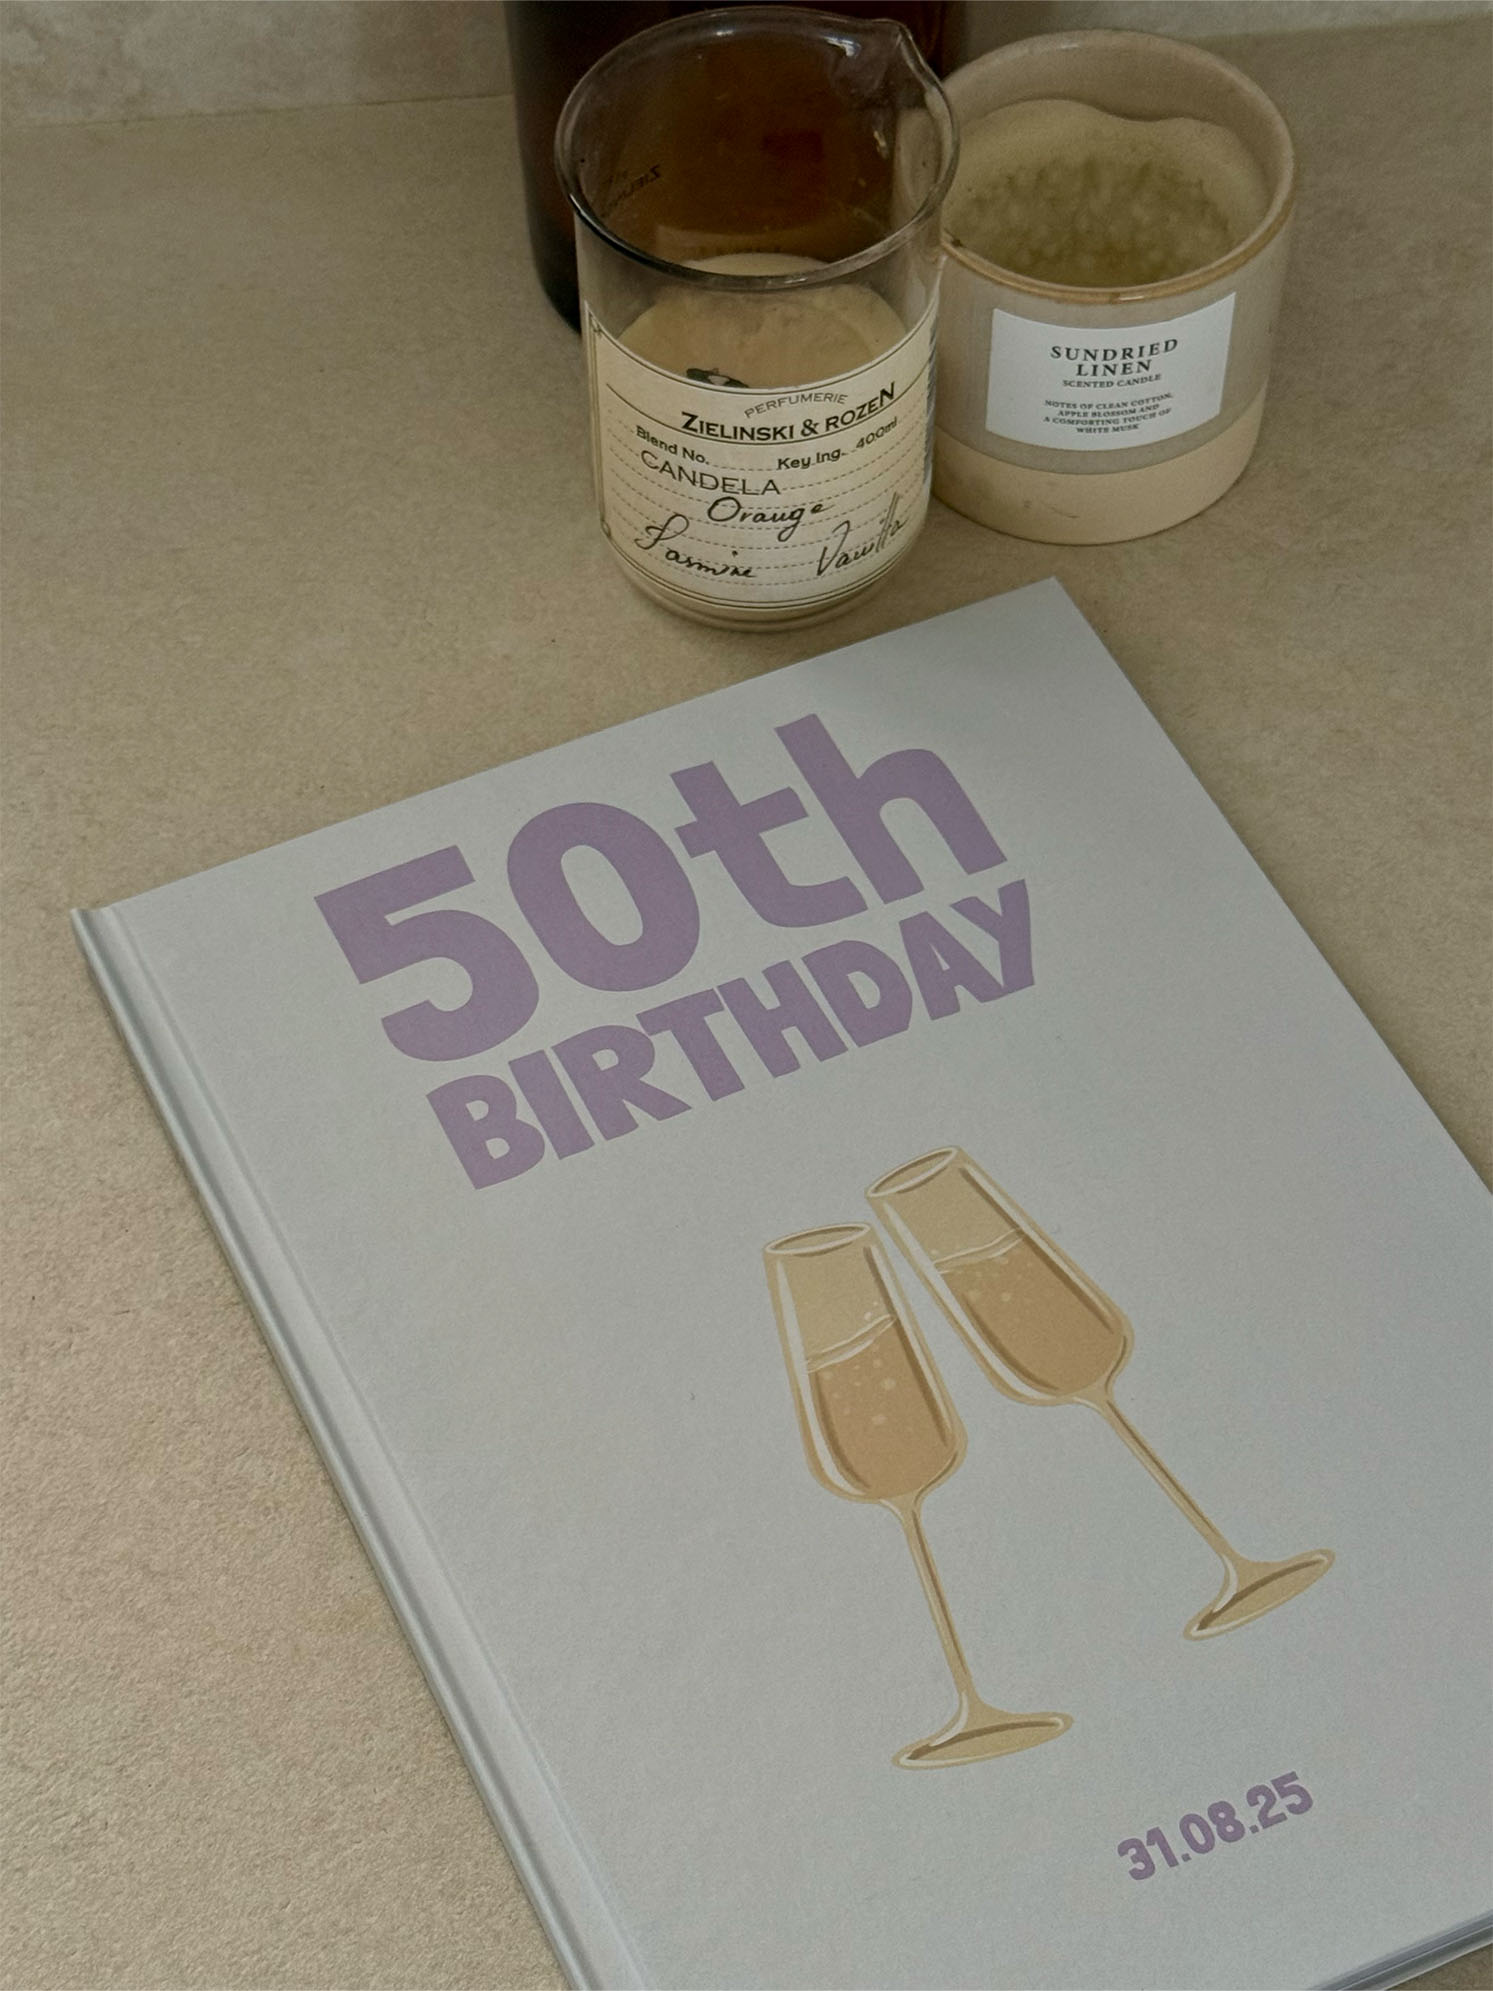 PERFUMERIE
ZIELINSKI & ROZEN
Blend No. Key Ing. 400ml
CANDELA
Orange
Jasmine Vanilla
SUNDRIED
LINEN
SCENTED CANDLE
NOTES OF CLEAN COTTON,
APPLE BLOSSOM AND
A COMFORTING TOUCH OF
WHITE MUSK
50th
BIRTHDAY
31.08.25